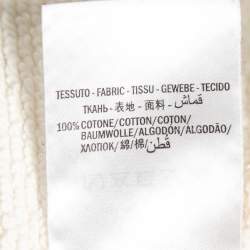 TESSUTO - FABRIC - TISSU - GEWEBE - TECIDO
ТКАНЬ - 表地 - 面料 - قماش
100% COTONE/COTTON/COTON/
BAUMWOLLE/ALGODÓN/ALGODÃO/
ХЛОПОК/綿/棉/قطن